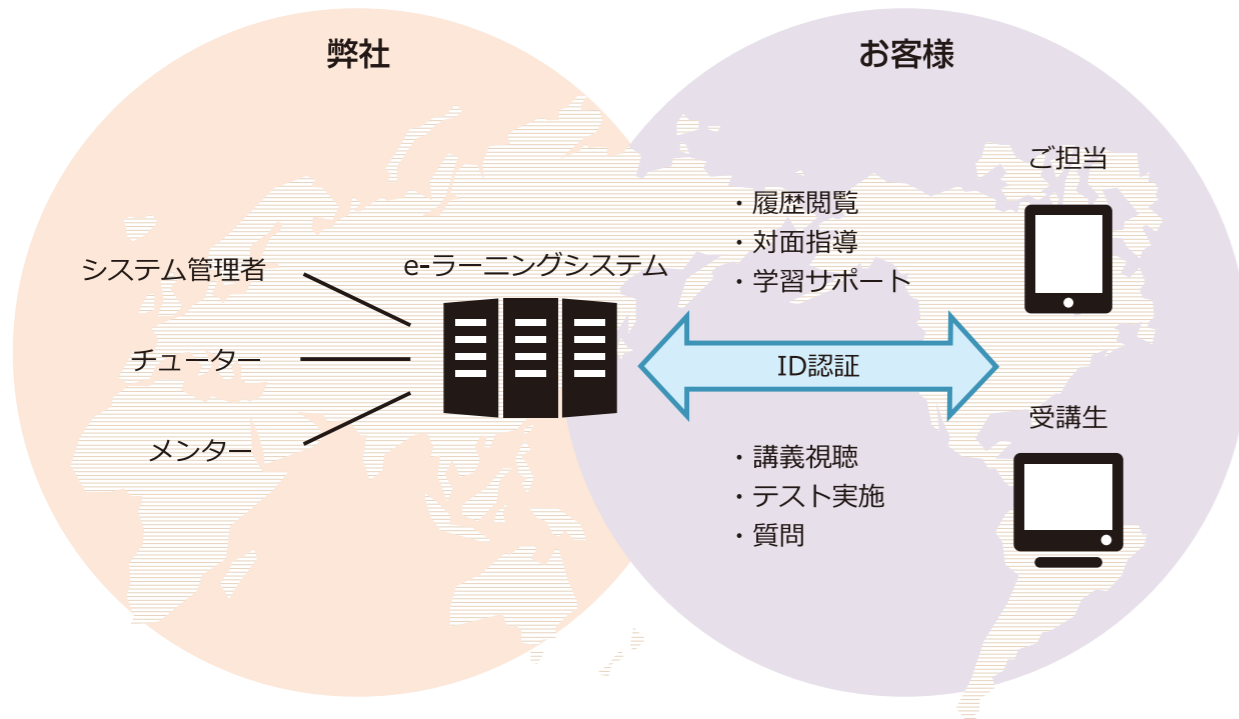 弊社
お客様
ご担当
・履歴閲覧
・対面指導
・学習サポート
システム管理者
e-ラーニングシステム
チューター
ID認証
メンター
受講生
・講義視聴
・テスト実施
・質問